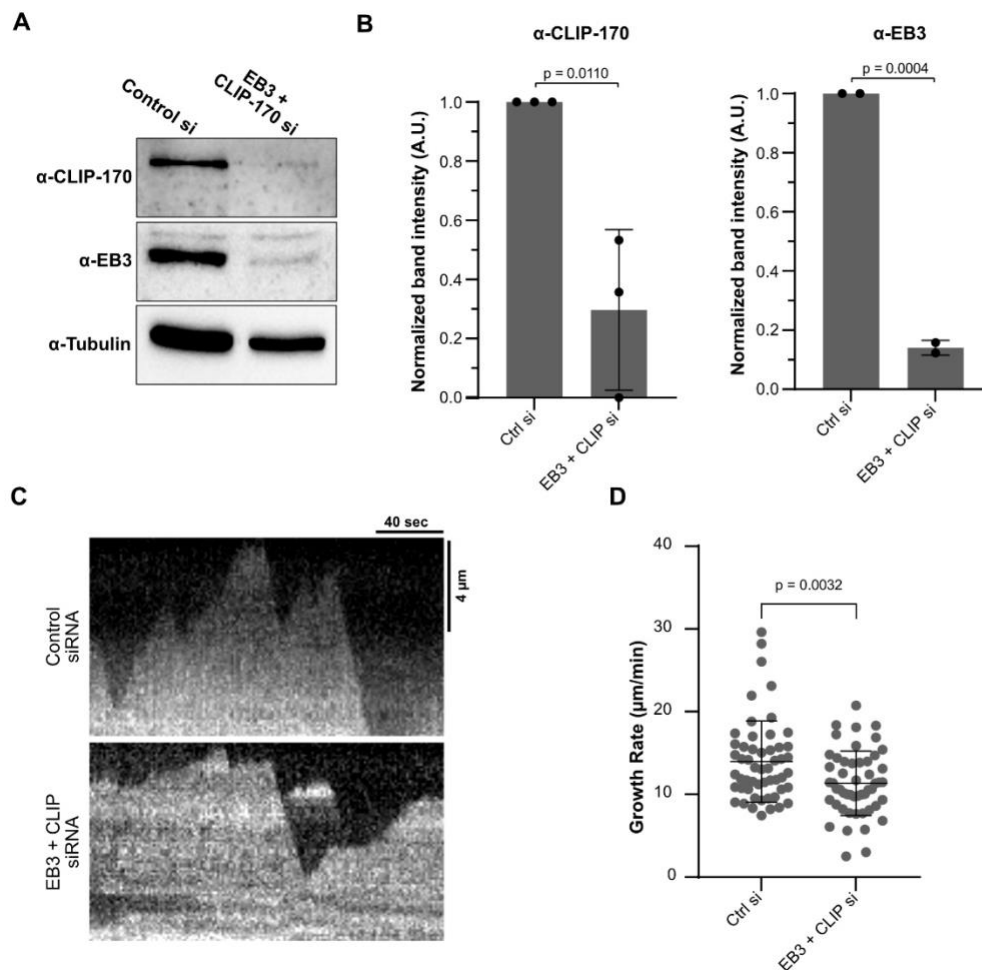 A
Control si
EB3 +
CLIP-170 si
α-CLIP-170
α-EB3
α-Tubulin
B
α-CLIP-170
p = 0.0110
Normalized band intensity (A.U.)
1.0
0.8
0.6
0.4
0.2
0.0
Ctrl si
EB3 + CLIP si
α-EB3
p = 0.0004
Normalized band intensity (A.U.)
1.0
0.8
0.6
0.4
0.2
0.0
Ctrl si
EB3 + CLIP si
C
40 sec
4 μm
Control
siRNA
EB3 + CLIP
siRNA
D
p = 0.0032
Growth Rate (μm/min)
40
30
20
10
0
Ctrl si
EB3 + CLIP si